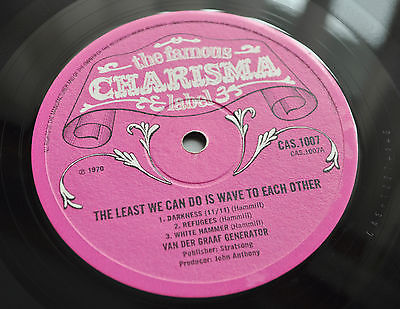 the famous
CHARISMA
label
CAS.1007
CAS.1007A
℗ 1970
THE LEAST WE CAN DO IS WAVE TO EACH OTHER
1. DARKNESS (11/11) (Hammill)
2. REFUGEES (Hammill)
3. WHITE HAMMER (Hammill)
VAN DER GRAAF GENERATOR
Publisher: Stratsong
Producer: John Anthony